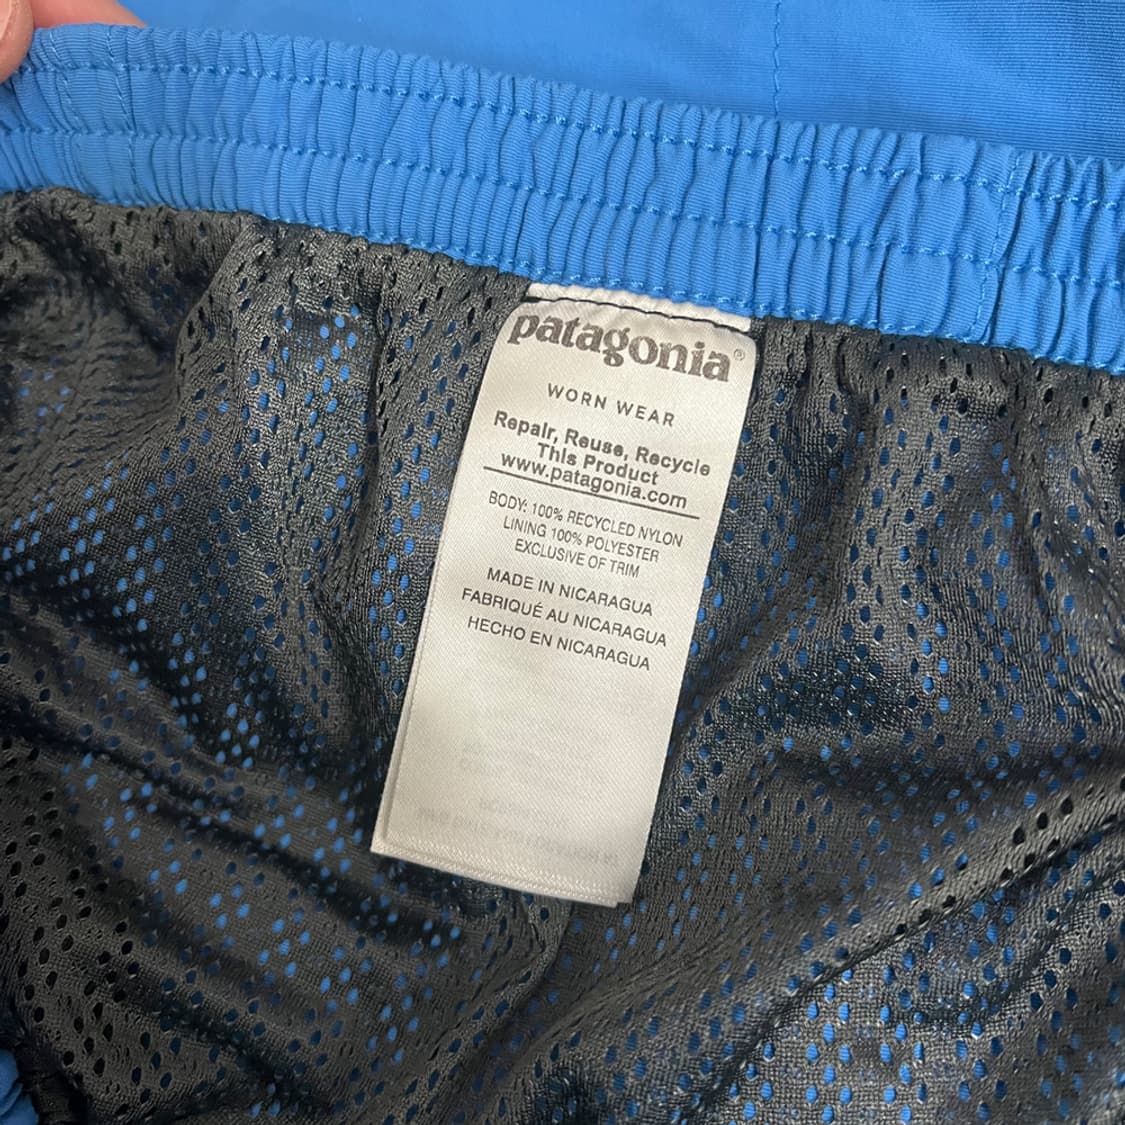 patagonia®
WORN WEAR
Repair, Reuse, Recycle
This Product
www.patagonia.com
BODY: 100% RECYCLED NYLON
LINING 100% POLYESTER
EXCLUSIVE OF TRIM
MADE IN NICARAGUA
FABRIQUÉ AU NICARAGUA
HECHO EN NICARAGUA